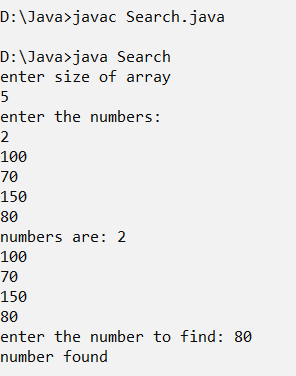 D:\Java>javac Search.java
D:\Java>java Search
enter size of array
5
enter the numbers:
2
100
70
150
80
numbers are: 2
100
70
150
80
enter the number to find: 80
number found